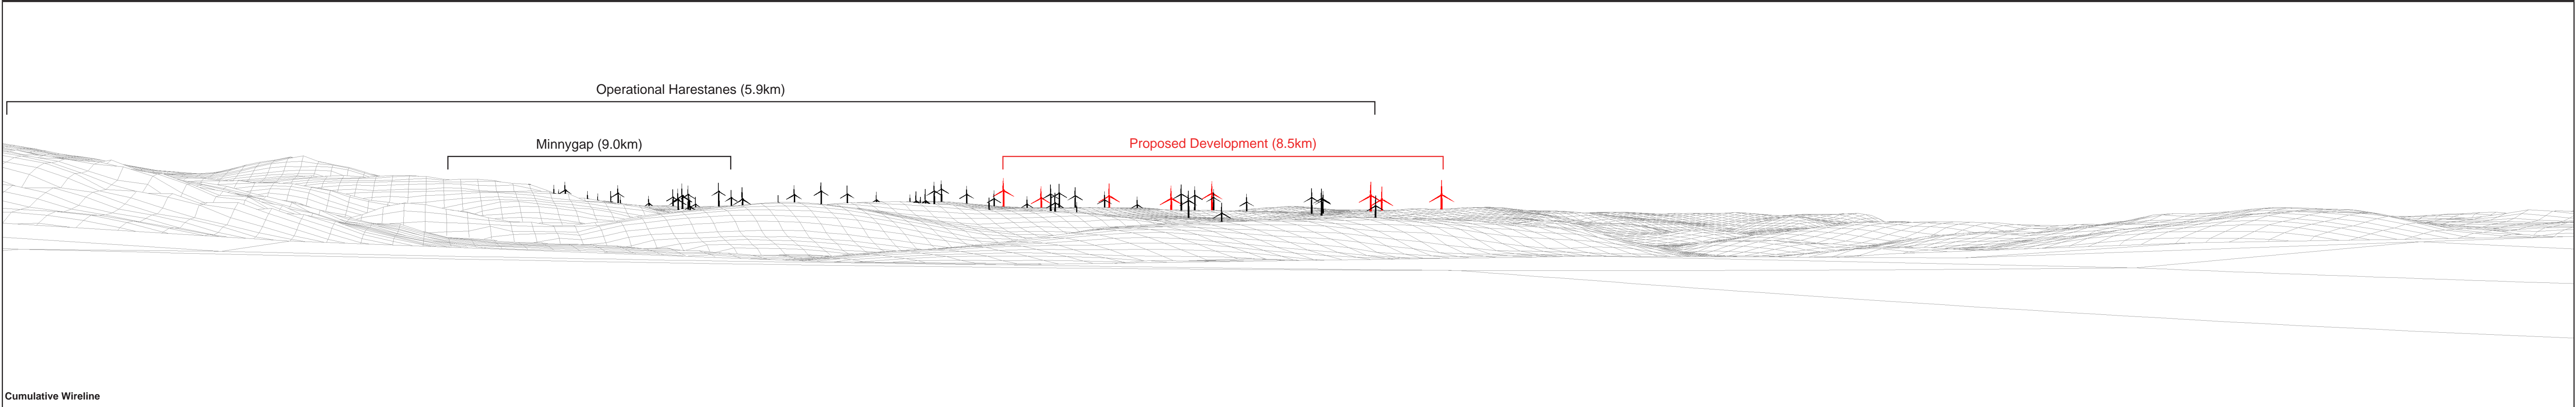 Operational Harestanes (5.9km)
Minnygap (9.0km)
Proposed Development (8.5km)
Cumulative Wireline